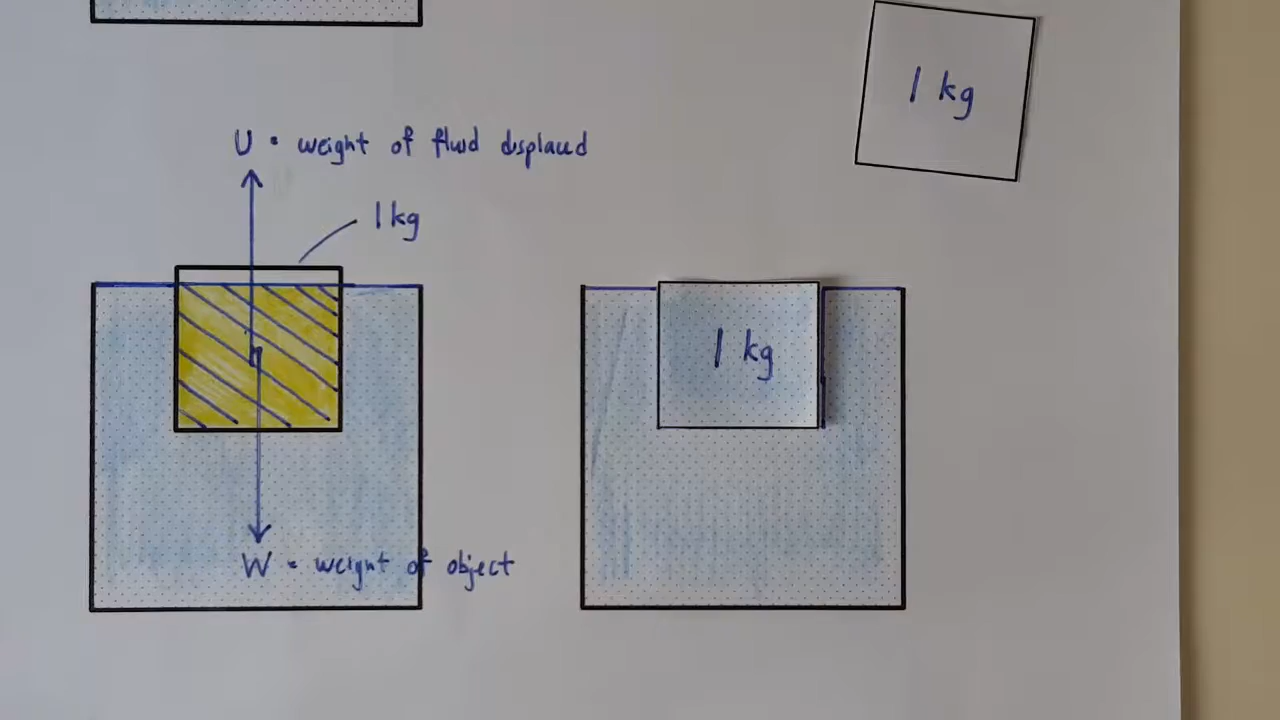 1 kg
U = weight of fluid displaced
1 kg
1 kg
W = weight of object